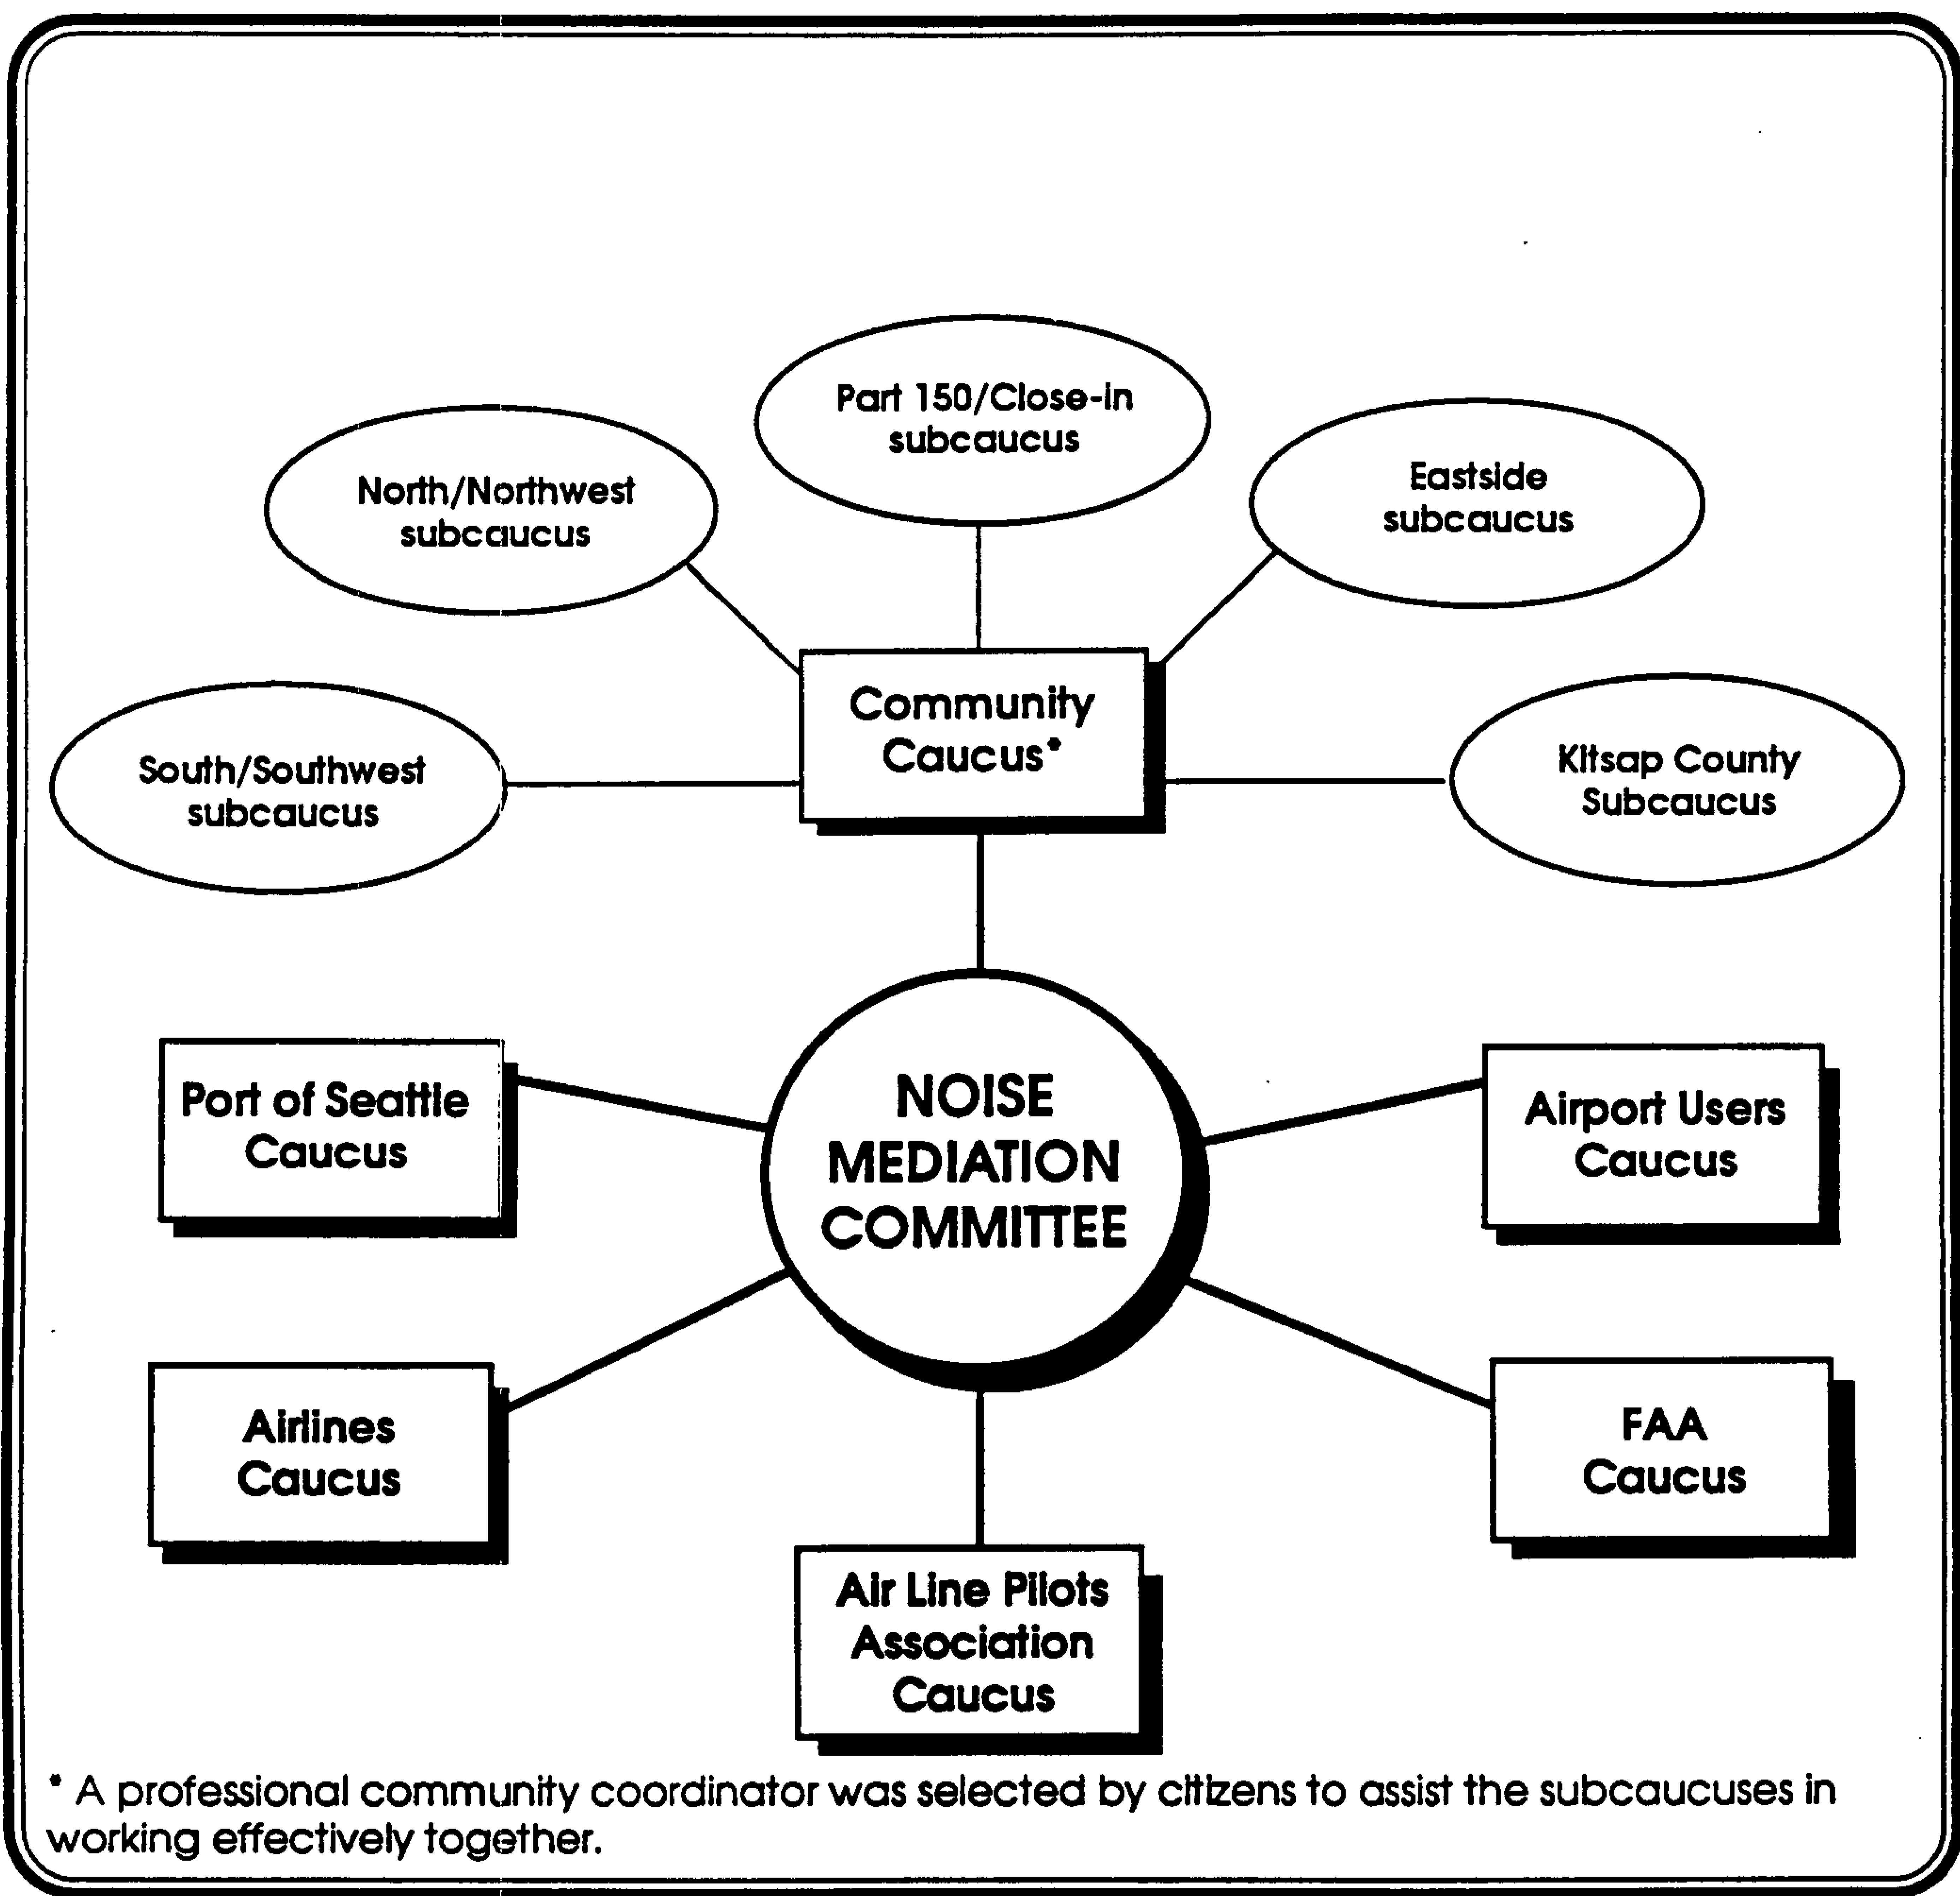 Part 150/Close-in
subcaucus
North/Northwest
subcaucus
Eastside
subcaucus
Community
Caucus*
South/Southwest
subcaucus
Kitsap County
Subcaucus
Port of Seattle
Caucus
NOISE
MEDIATION
COMMITTEE
Airport Users
Caucus
Airlines
Caucus
FAA
Caucus
Air Line Pilots
Association
Caucus
* A professional community coordinator was selected by citizens to assist the subcaucuses in
working effectively together.